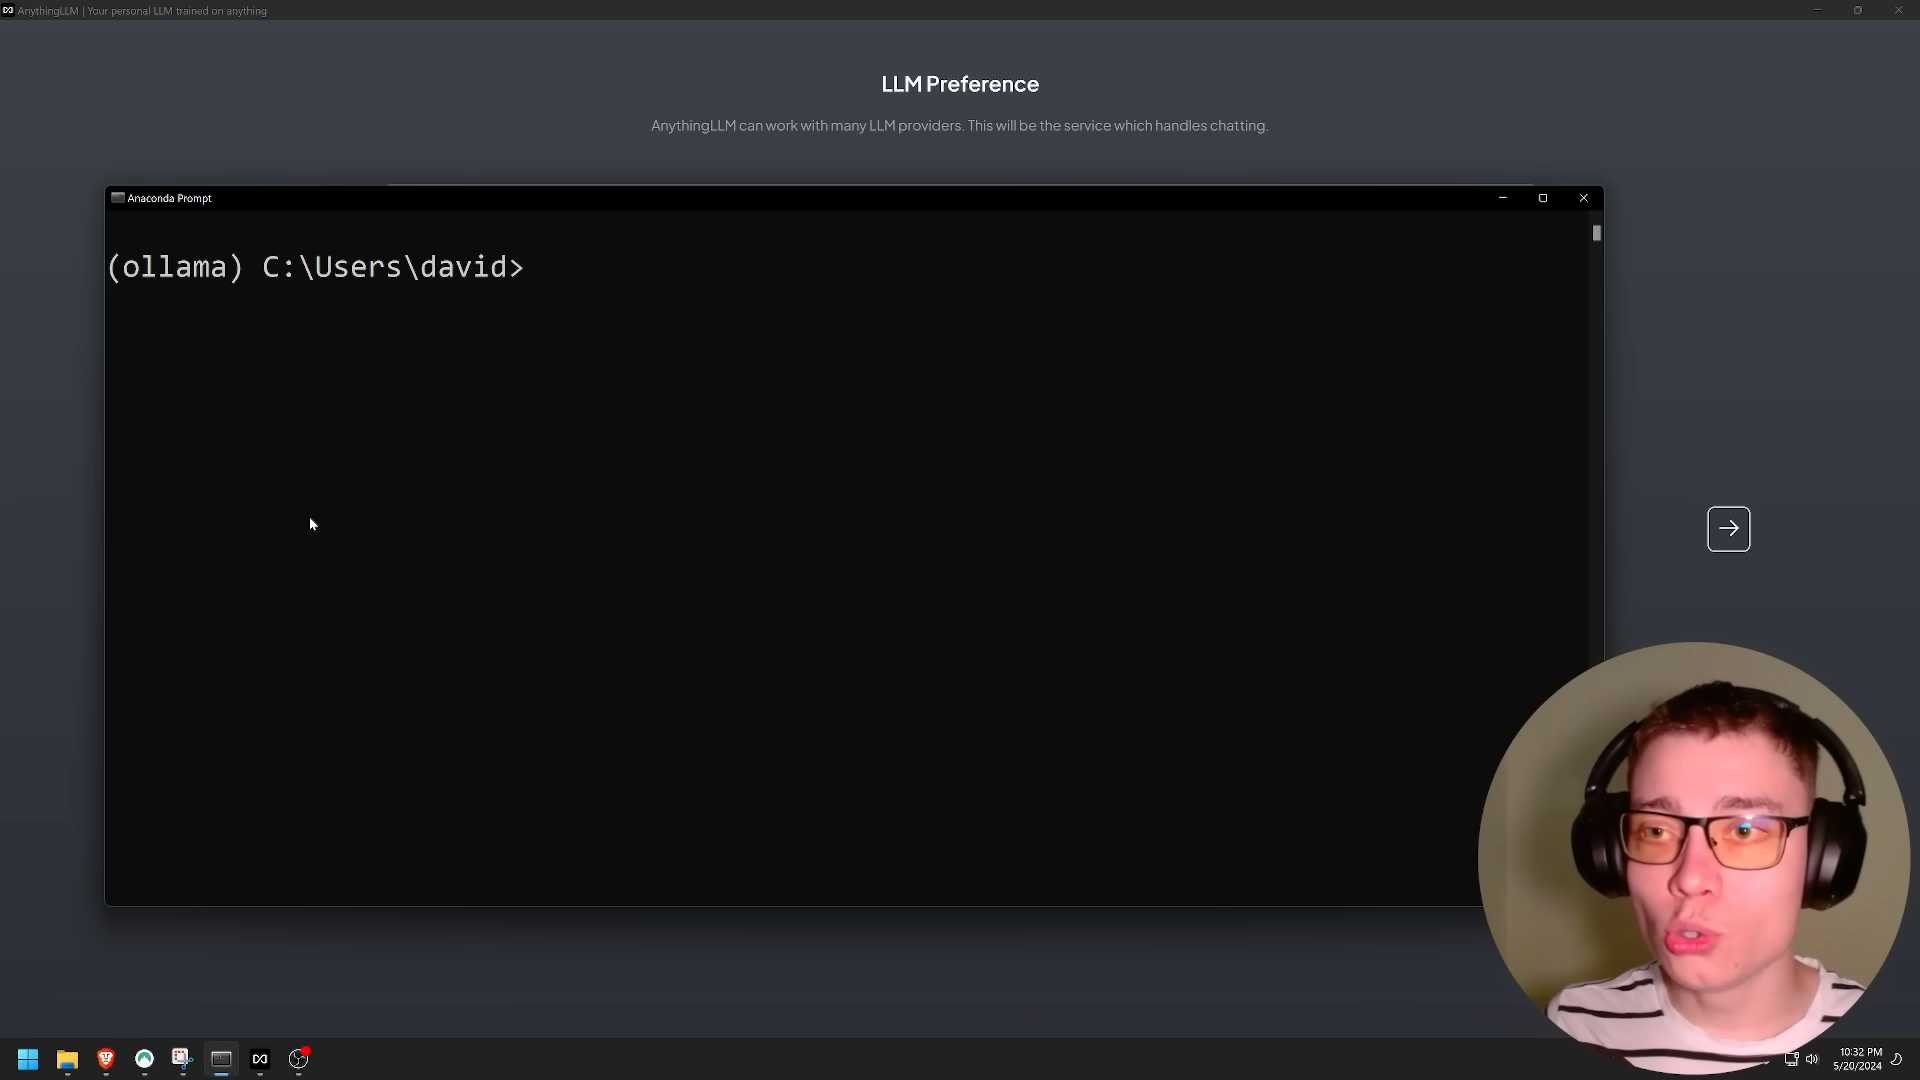 AnythingLLM | Your personal LLM trained on anything
LLM Preference
AnythingLLM can work with many LLM providers. This will be the service which handles chatting.
Anaconda Prompt
(ollama) C:\Users\david>
10:32 PM
5/20/2024